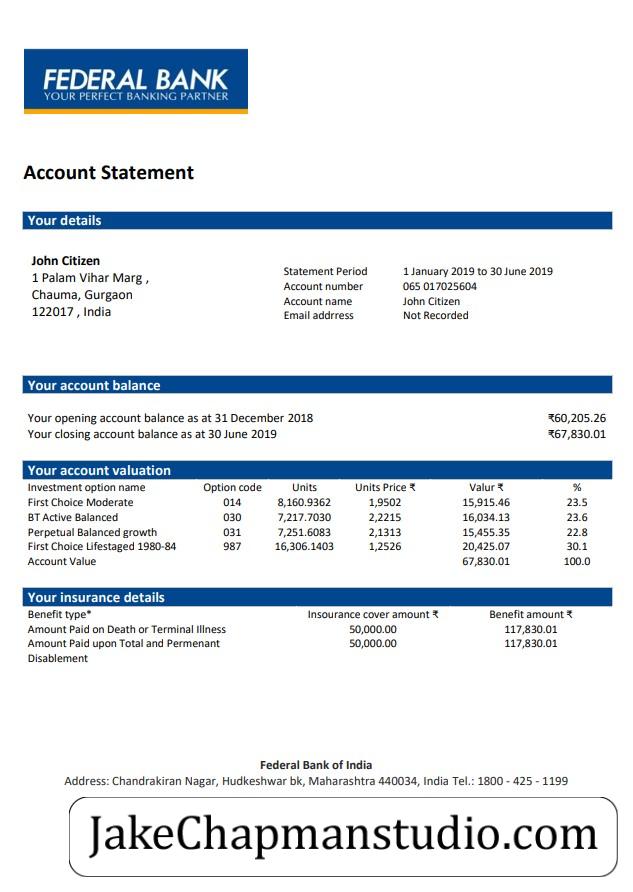 FEDERAL BANK
YOUR PERFECT BANKING PARTNER
Account Statement
Your details
John Citizen
1 Palam Vihar Marg ,
Chauma, Gurgaon
122017 , India
Statement Period 1 January 2019 to 30 June 2019
Account number 065 017025604
Account name John Citizen
Email addrress Not Recorded
Your account balance
Your opening account balance as at 31 December 2018 ₹60,205.26
Your closing account balance as at 30 June 2019 ₹67,830.01
Your account valuation
Investment option name Option code Units Units Price ₹ Valur ₹ %
First Choice Moderate 014 8,160.9362 1,9502 15,915.46 23.5
BT Active Balanced 030 7,217.7030 2,2215 16,034.13 23.6
Perpetual Balanced growth 031 7,251.6083 2,1313 15,455.35 22.8
First Choice Lifestaged 1980-84 987 16,306.1403 1,2526 20,425.07 30.1
Account Value 67,830.01 100.0
Your insurance details
Benefit type* Insourance cover amount ₹ Benefit amount ₹
Amount Paid on Death or Terminal Illness 50,000.00 117,830.01
Amount Paid upon Total and Permenant 50,000.00 117,830.01
Disablement
Federal Bank of India
Address: Chandrakiran Nagar, Hudkeshwar bk, Maharashtra 440034, India Tel.: 1800 - 425 - 1199
JakeChapmanstudio.com